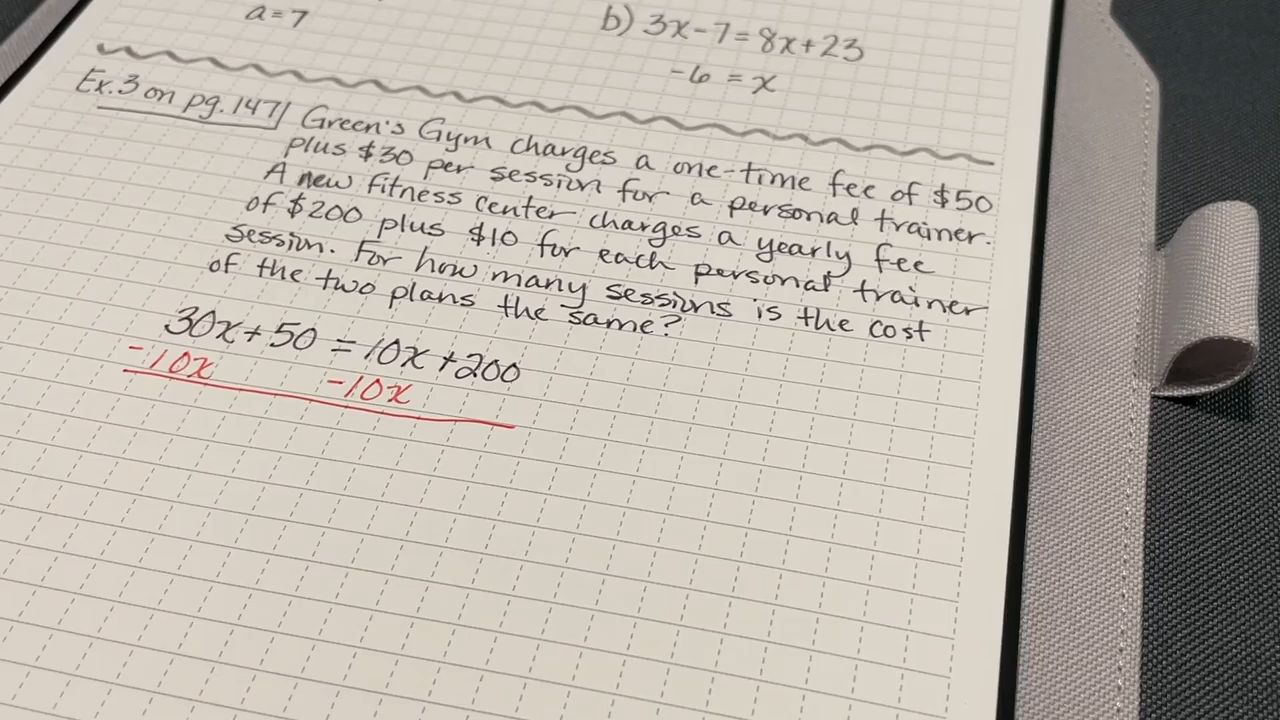 a=7
b) 3x-7=8x+23
-6 = x
Ex.3 on pg. 147 Green's Gym charges a one-time fee of $50
plus $30 per session for a personal trainer.
A new fitness center charges a yearly fee
of $200 plus $10 for each personal trainer
session. For how many sessions is the cost
of the two plans the same?
30x+50 = 10x+200
-10x -10x